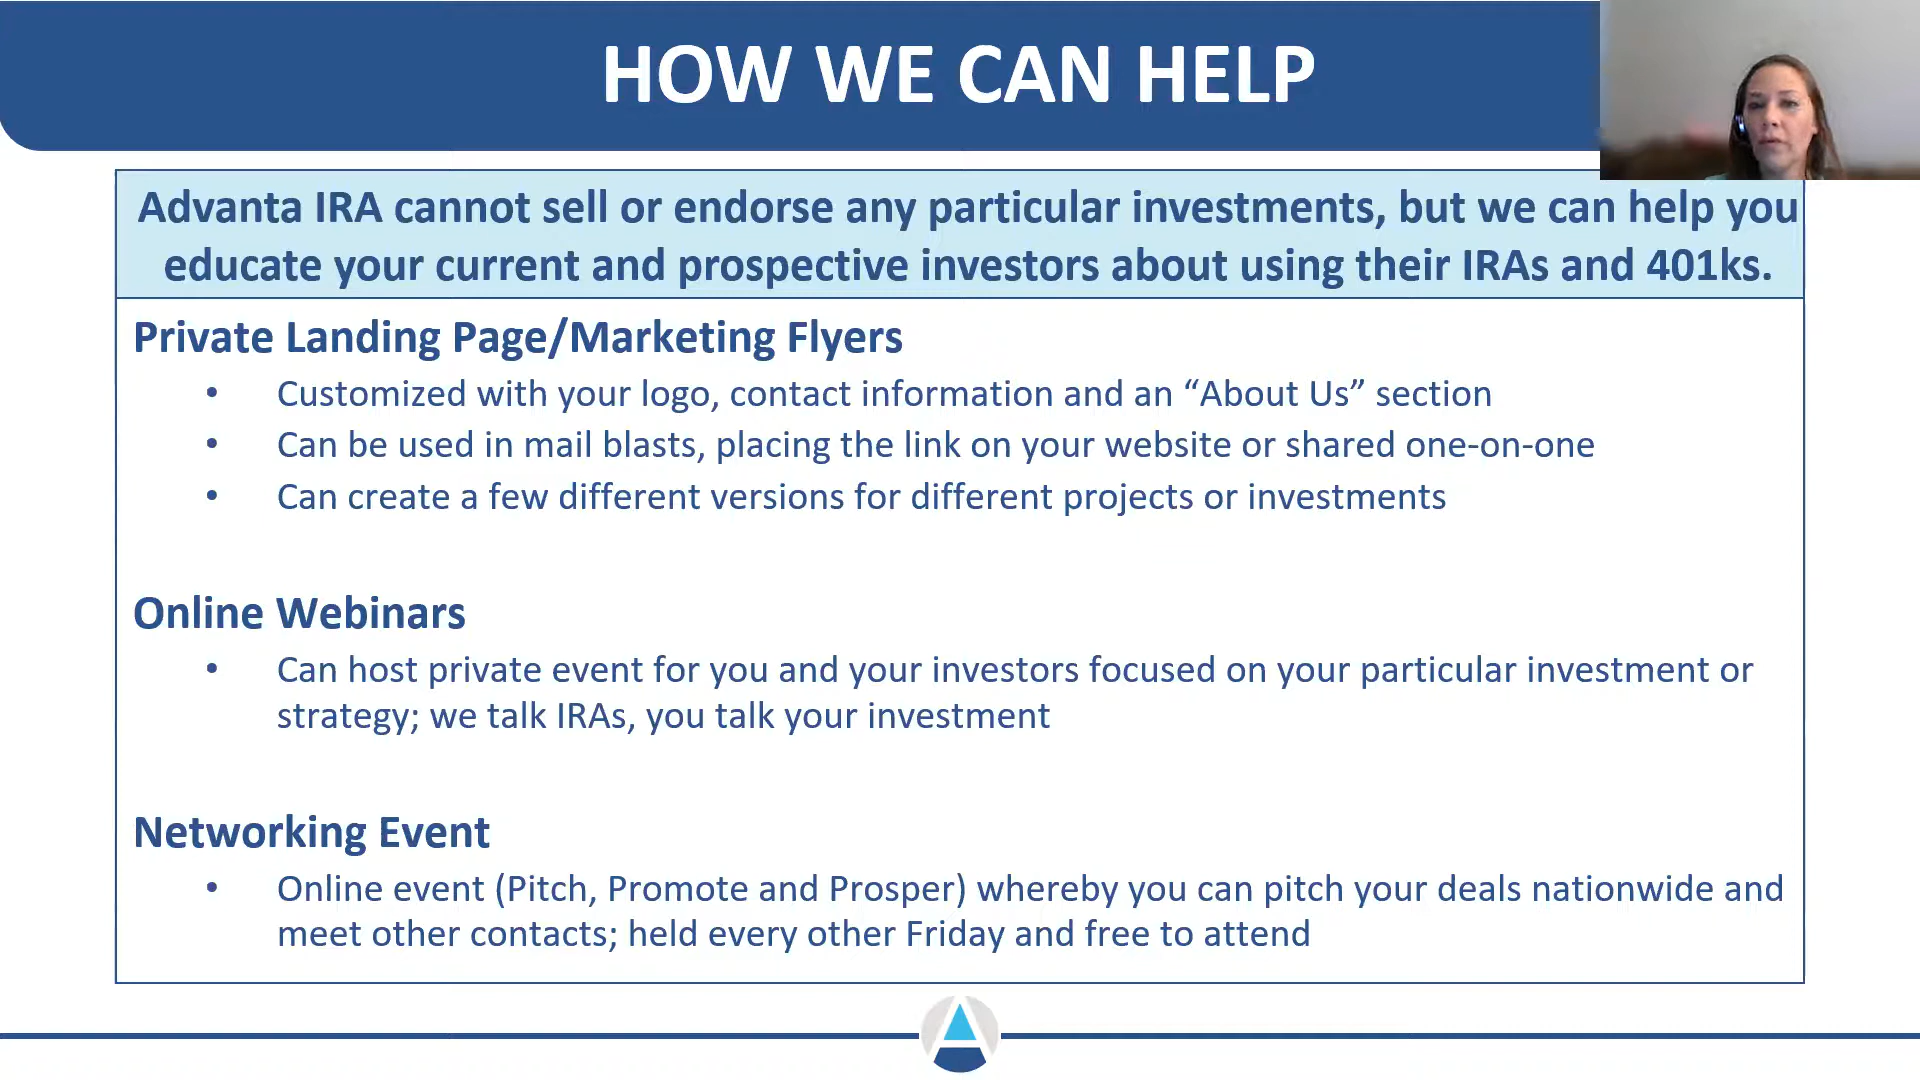 HOW WE CAN HELP
Advanta IRA cannot sell or endorse any particular investments, but we can help you
educate your current and prospective investors about using their IRAs and 401ks.
Private Landing Page/Marketing Flyers
• Customized with your logo, contact information and an “About Us” section
• Can be used in mail blasts, placing the link on your website or shared one-on-one
• Can create a few different versions for different projects or investments
Online Webinars
• Can host private event for you and your investors focused on your particular investment or
strategy; we talk IRAs, you talk your investment
Networking Event
• Online event (Pitch, Promote and Prosper) whereby you can pitch your deals nationwide and
meet other contacts; held every other Friday and free to attend